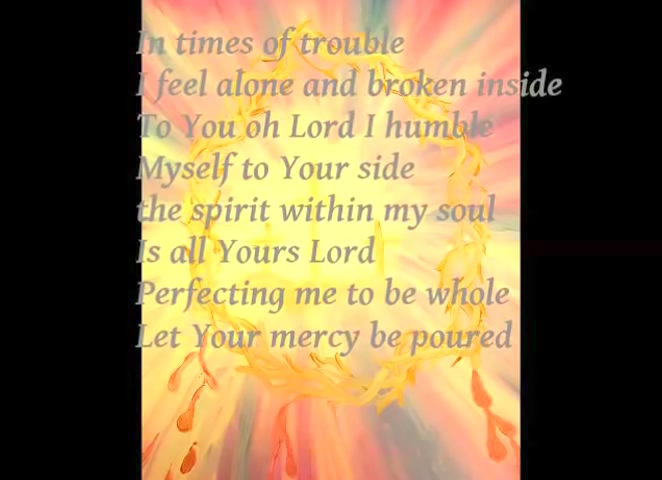 In times of trouble
I feel alone and broken inside
To You oh Lord I humble
Myself to Your side
the spirit within my soul
Is all Yours Lord
Perfecting me to be whole
Let Your mercy be poured